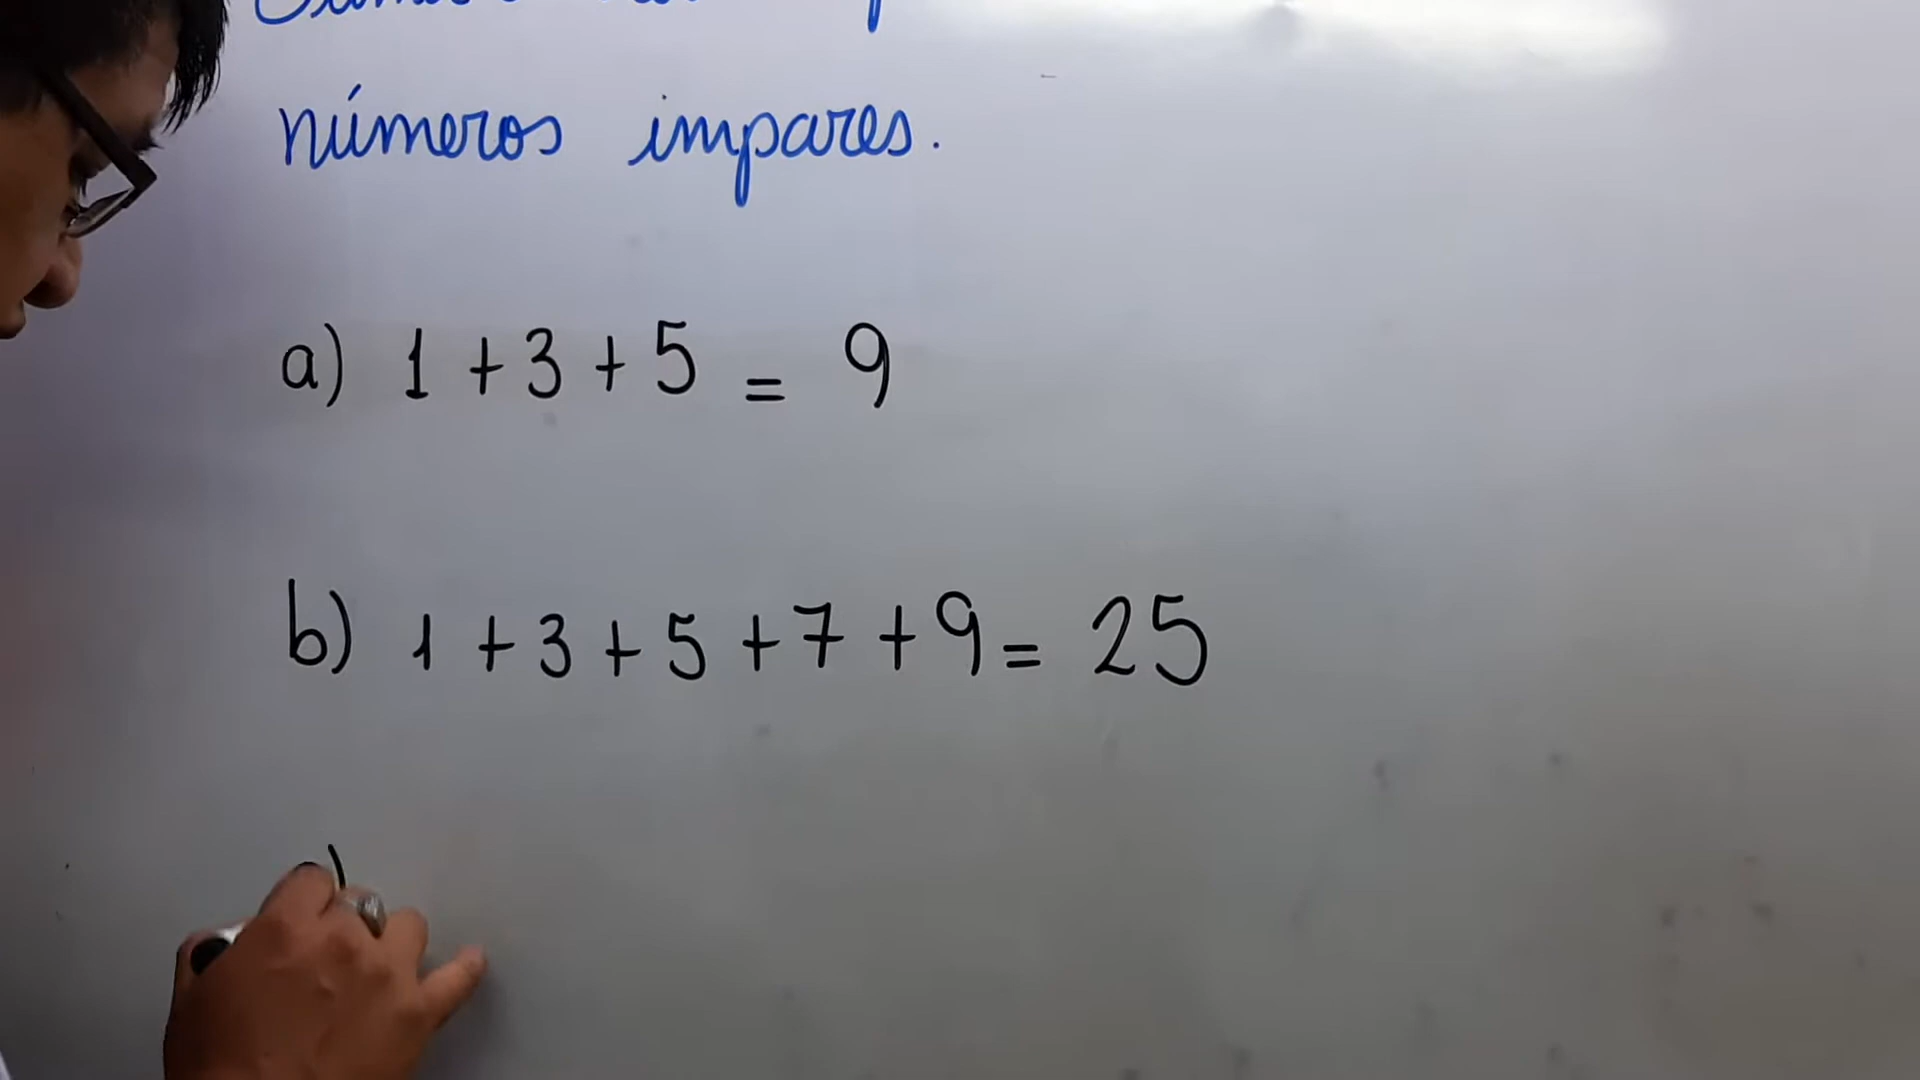 números impares.
a) 1 + 3 + 5 = 9
b) 1 + 3 + 5 + 7 + 9 = 25
)